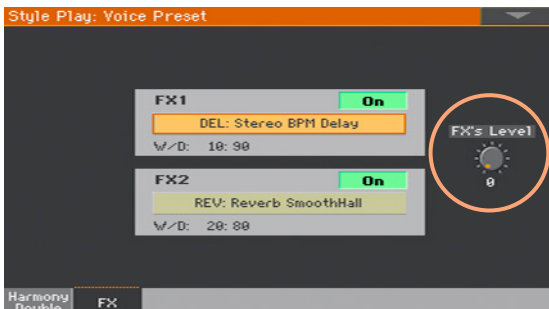 Style Play: Voice Preset
FX1 On
DEL: Stereo BPM Delay
W/D: 10:90
FX's Level
0
FX2 On
REV: Reverb SmoothHall
W/D: 20:80
Harmony
Double
FX